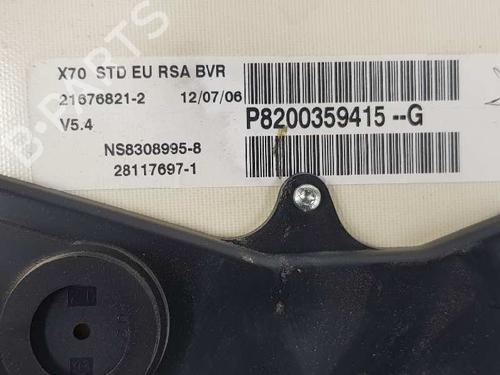 X70 STD EU RSA BVR
21676821-2 12/07/06
V5.4
P8200359415 --G
NS8308995-8
28117697-1
B-PARTS